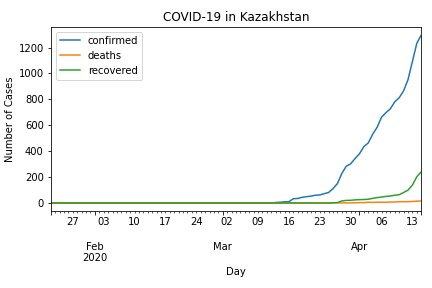 COVID-19 in Kazakhstan
confirmed
deaths
recovered
Number of Cases
1200
1000
800
600
400
200
0
27 03 10 17 24 02 09 16 23 30 06 13
Feb Mar Apr
2020
Day